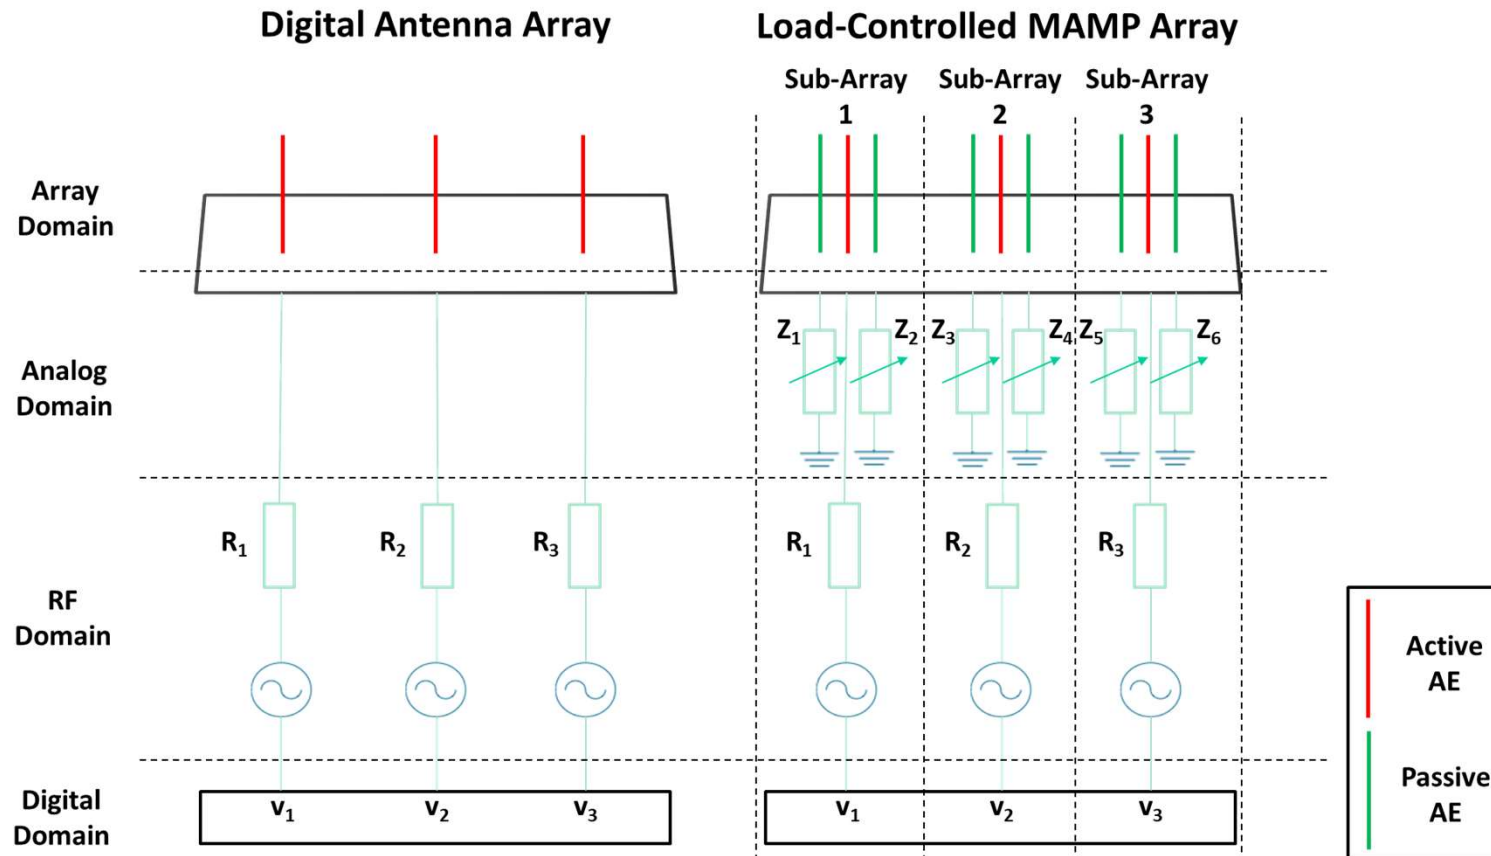 Digital Antenna Array
Load-Controlled MAMP Array
Sub-Array
1
Sub-Array
2
Sub-Array
3
Array
Domain
Z₁
Z₂
Z₃
Z₄
Z₅
Z₆
Analog
Domain
R₁
R₂
R₃
R₁
R₂
R₃
RF
Domain
Active
AE
Passive
AE
Digital
Domain
v₁
v₂
v₃
v₁
v₂
v₃